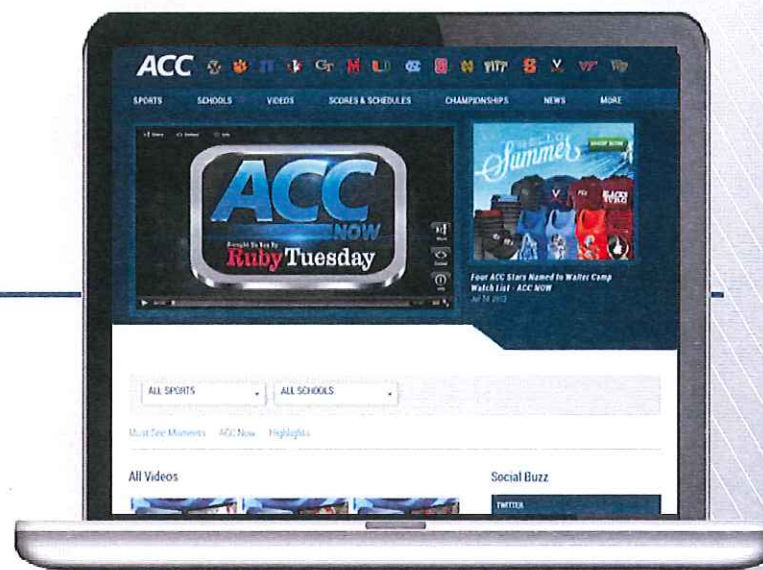 ACC
SPORTS SCHOOLS VIDEOS SCORES & SCHEDULES CHAMPIONSHIPS NEWS MORE
Share
ACC
NOW
Brought To You By
Ruby Tuesday
HELLO
Summer
SHOP NOW
Four ACC Stars Named to Walter Camp
Watch List - ACC NOW
ALL SPORTS ALL SCHOOLS
Must See Moments ACC Now Highlights
All Videos Social Buzz
TWITTER